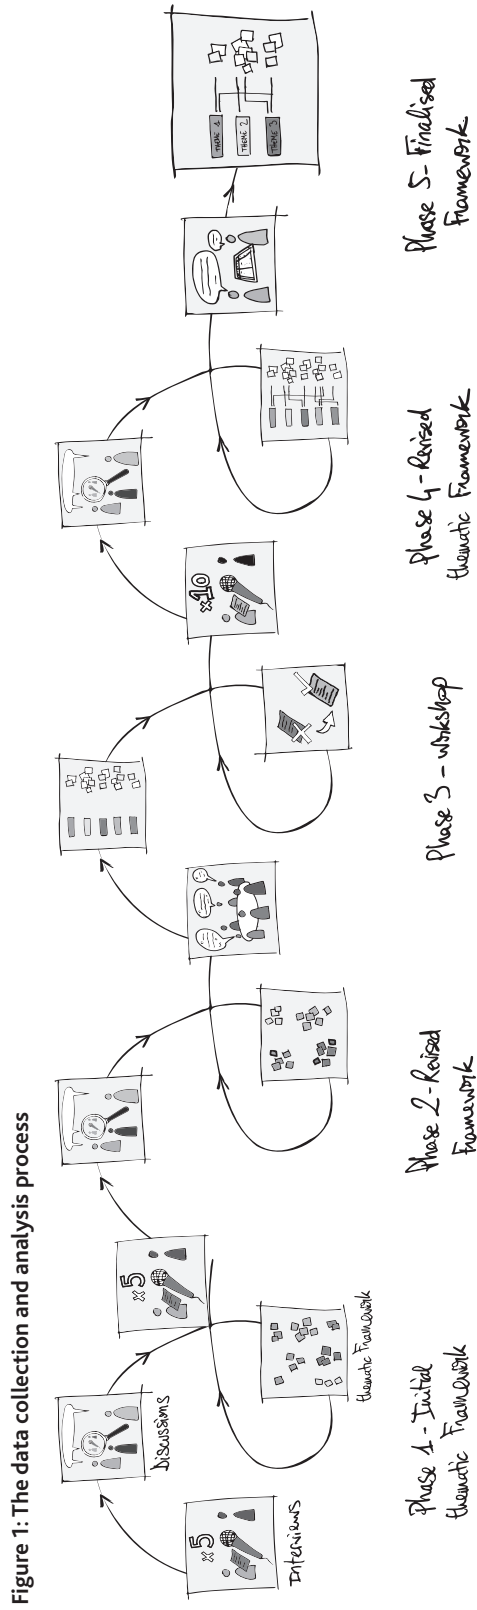 Figure 1: The data collection and analysis process
×5
Interviews
Discussions
thematic Framework
×5
×10
THEME 1
THEME 2
THEME 3
Phase 1 - Initial
thematic Framework
Phase 2 - Revised
Framework
Phase 3 - workshop
Phase 4 - Revised
thematic Framework
Phase 5 - Finalised
Framework